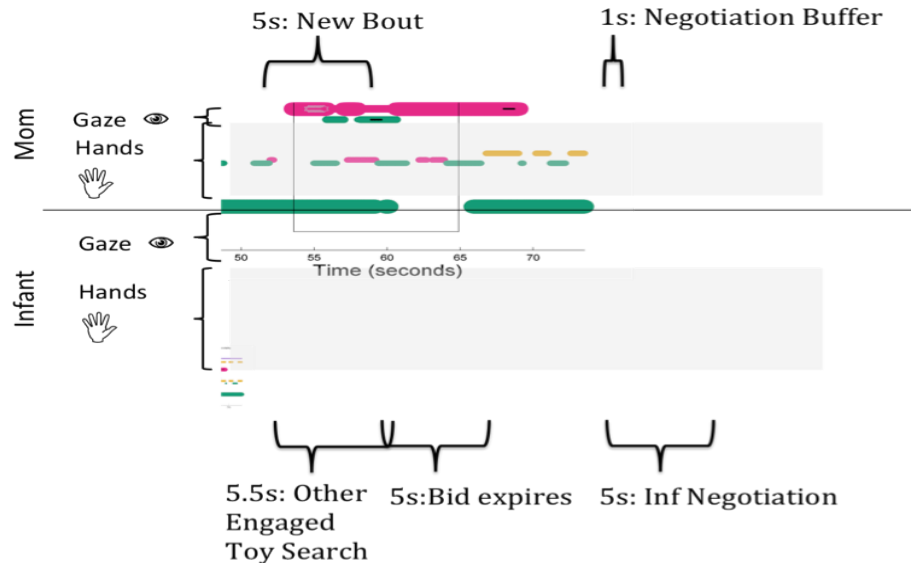 5s: New Bout
1s: Negotiation Buffer
Mom
Gaze
Hands
Gaze
50 55 60 65 70
Time (seconds)
Infant
Hands
5.5s: Other
Engaged
Toy Search
5s:Bid expires
5s: Inf Negotiation